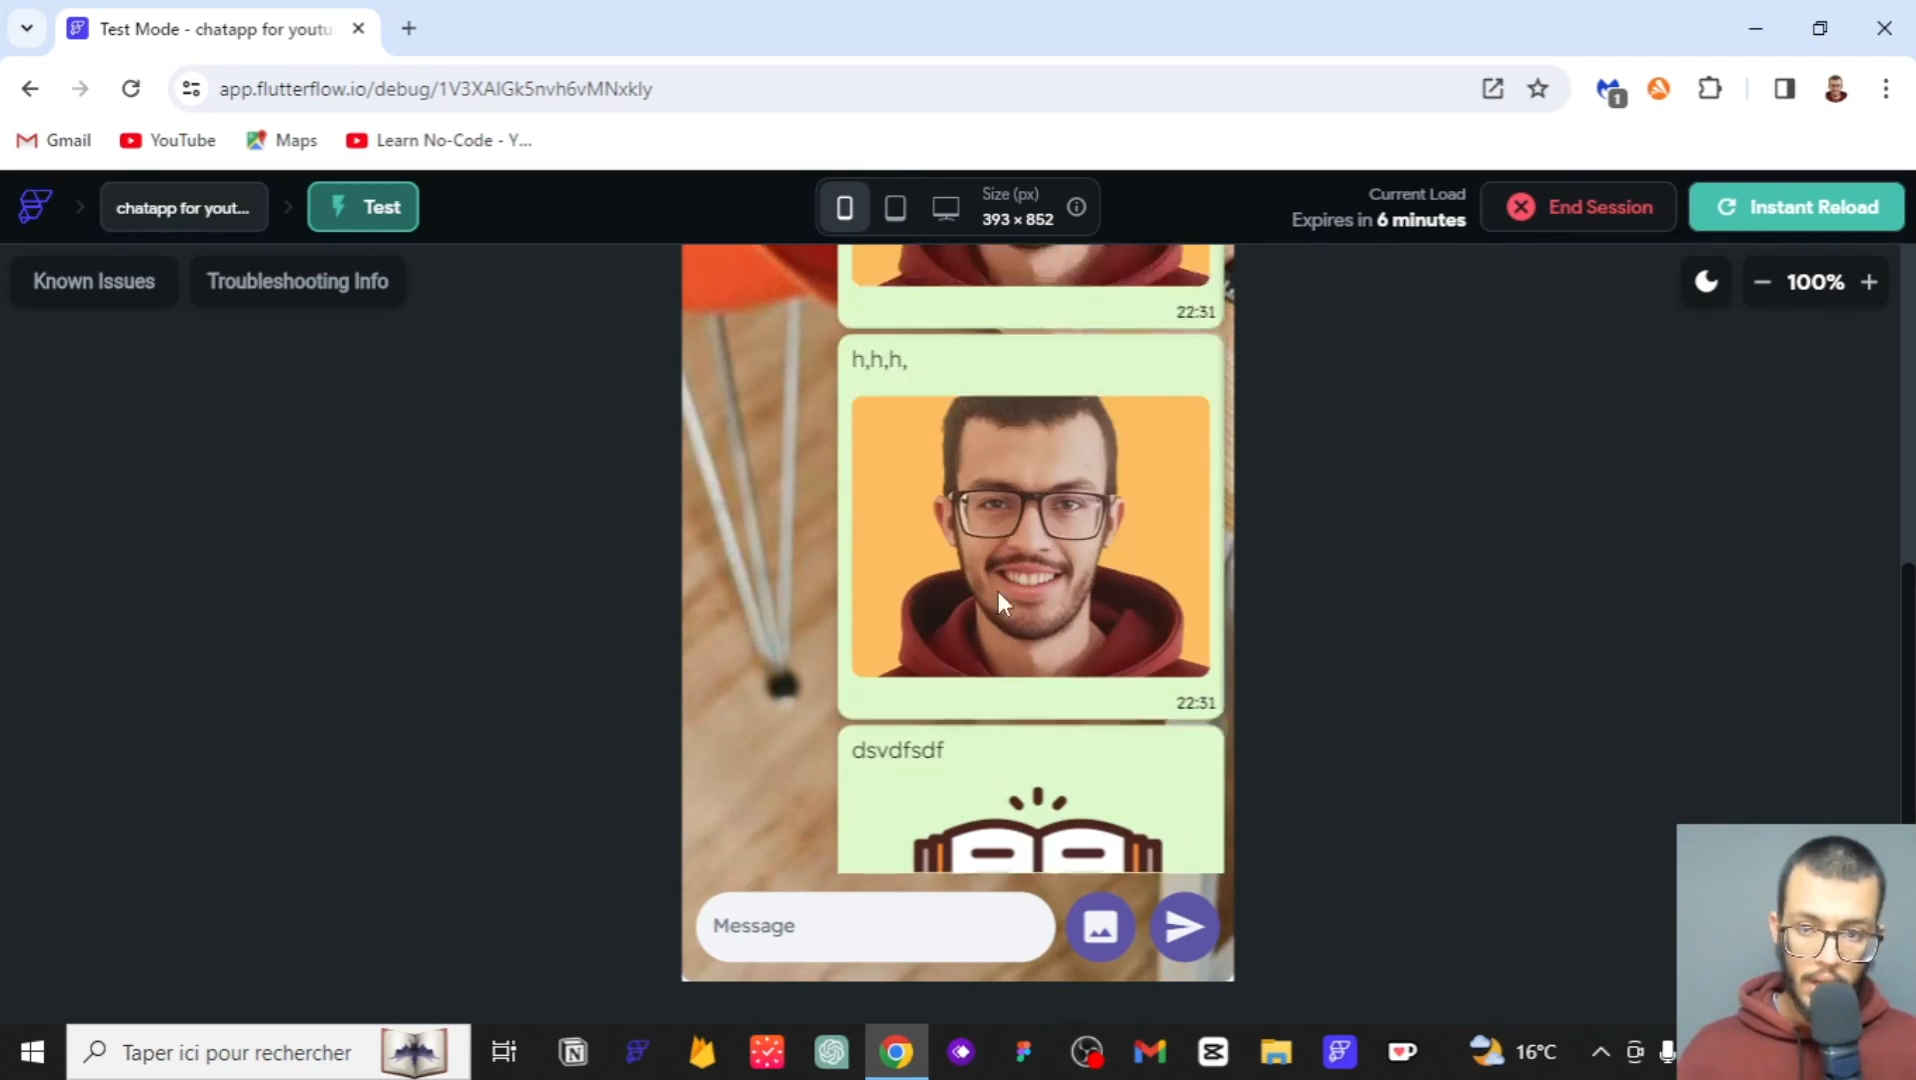 Test Mode - chatapp for youtu
app.flutterflow.io/debug/1V3XAlGk5nvh6vMNxkly
1
Gmail
YouTube
Maps
Learn No-Code - Y...
chatapp for yout...
Test
Size (px)
393 × 852
Current Load
Expires in 6 minutes
End Session
Instant Reload
Known Issues
Troubleshooting Info
100%
22:31
h,h,h,
22:31
dsvdfsdf
Message
Taper ici pour rechercher
16°C